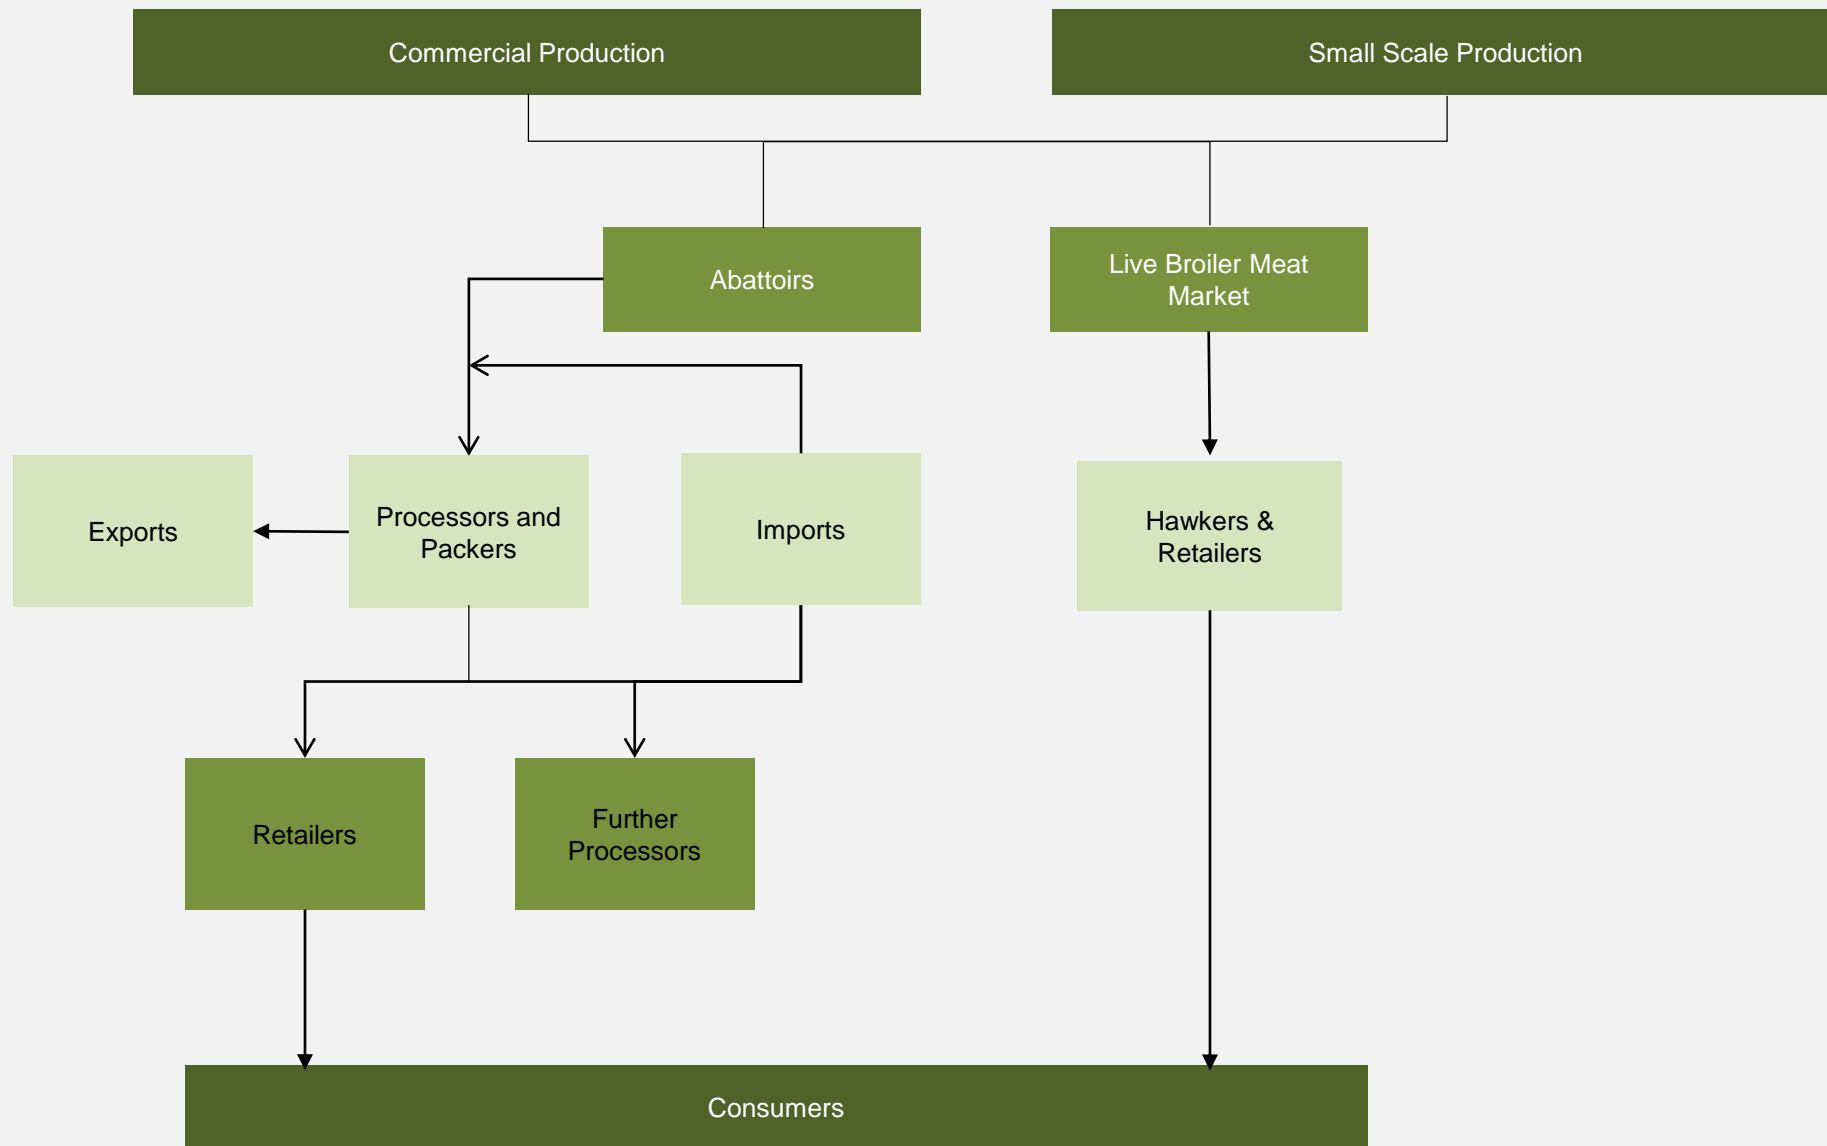 Commercial Production
Small Scale Production
Abattoirs
Live Broiler Meat
Market
Exports
Processors and
Packers
Imports
Hawkers &
Retailers
Retailers
Further
Processors
Consumers